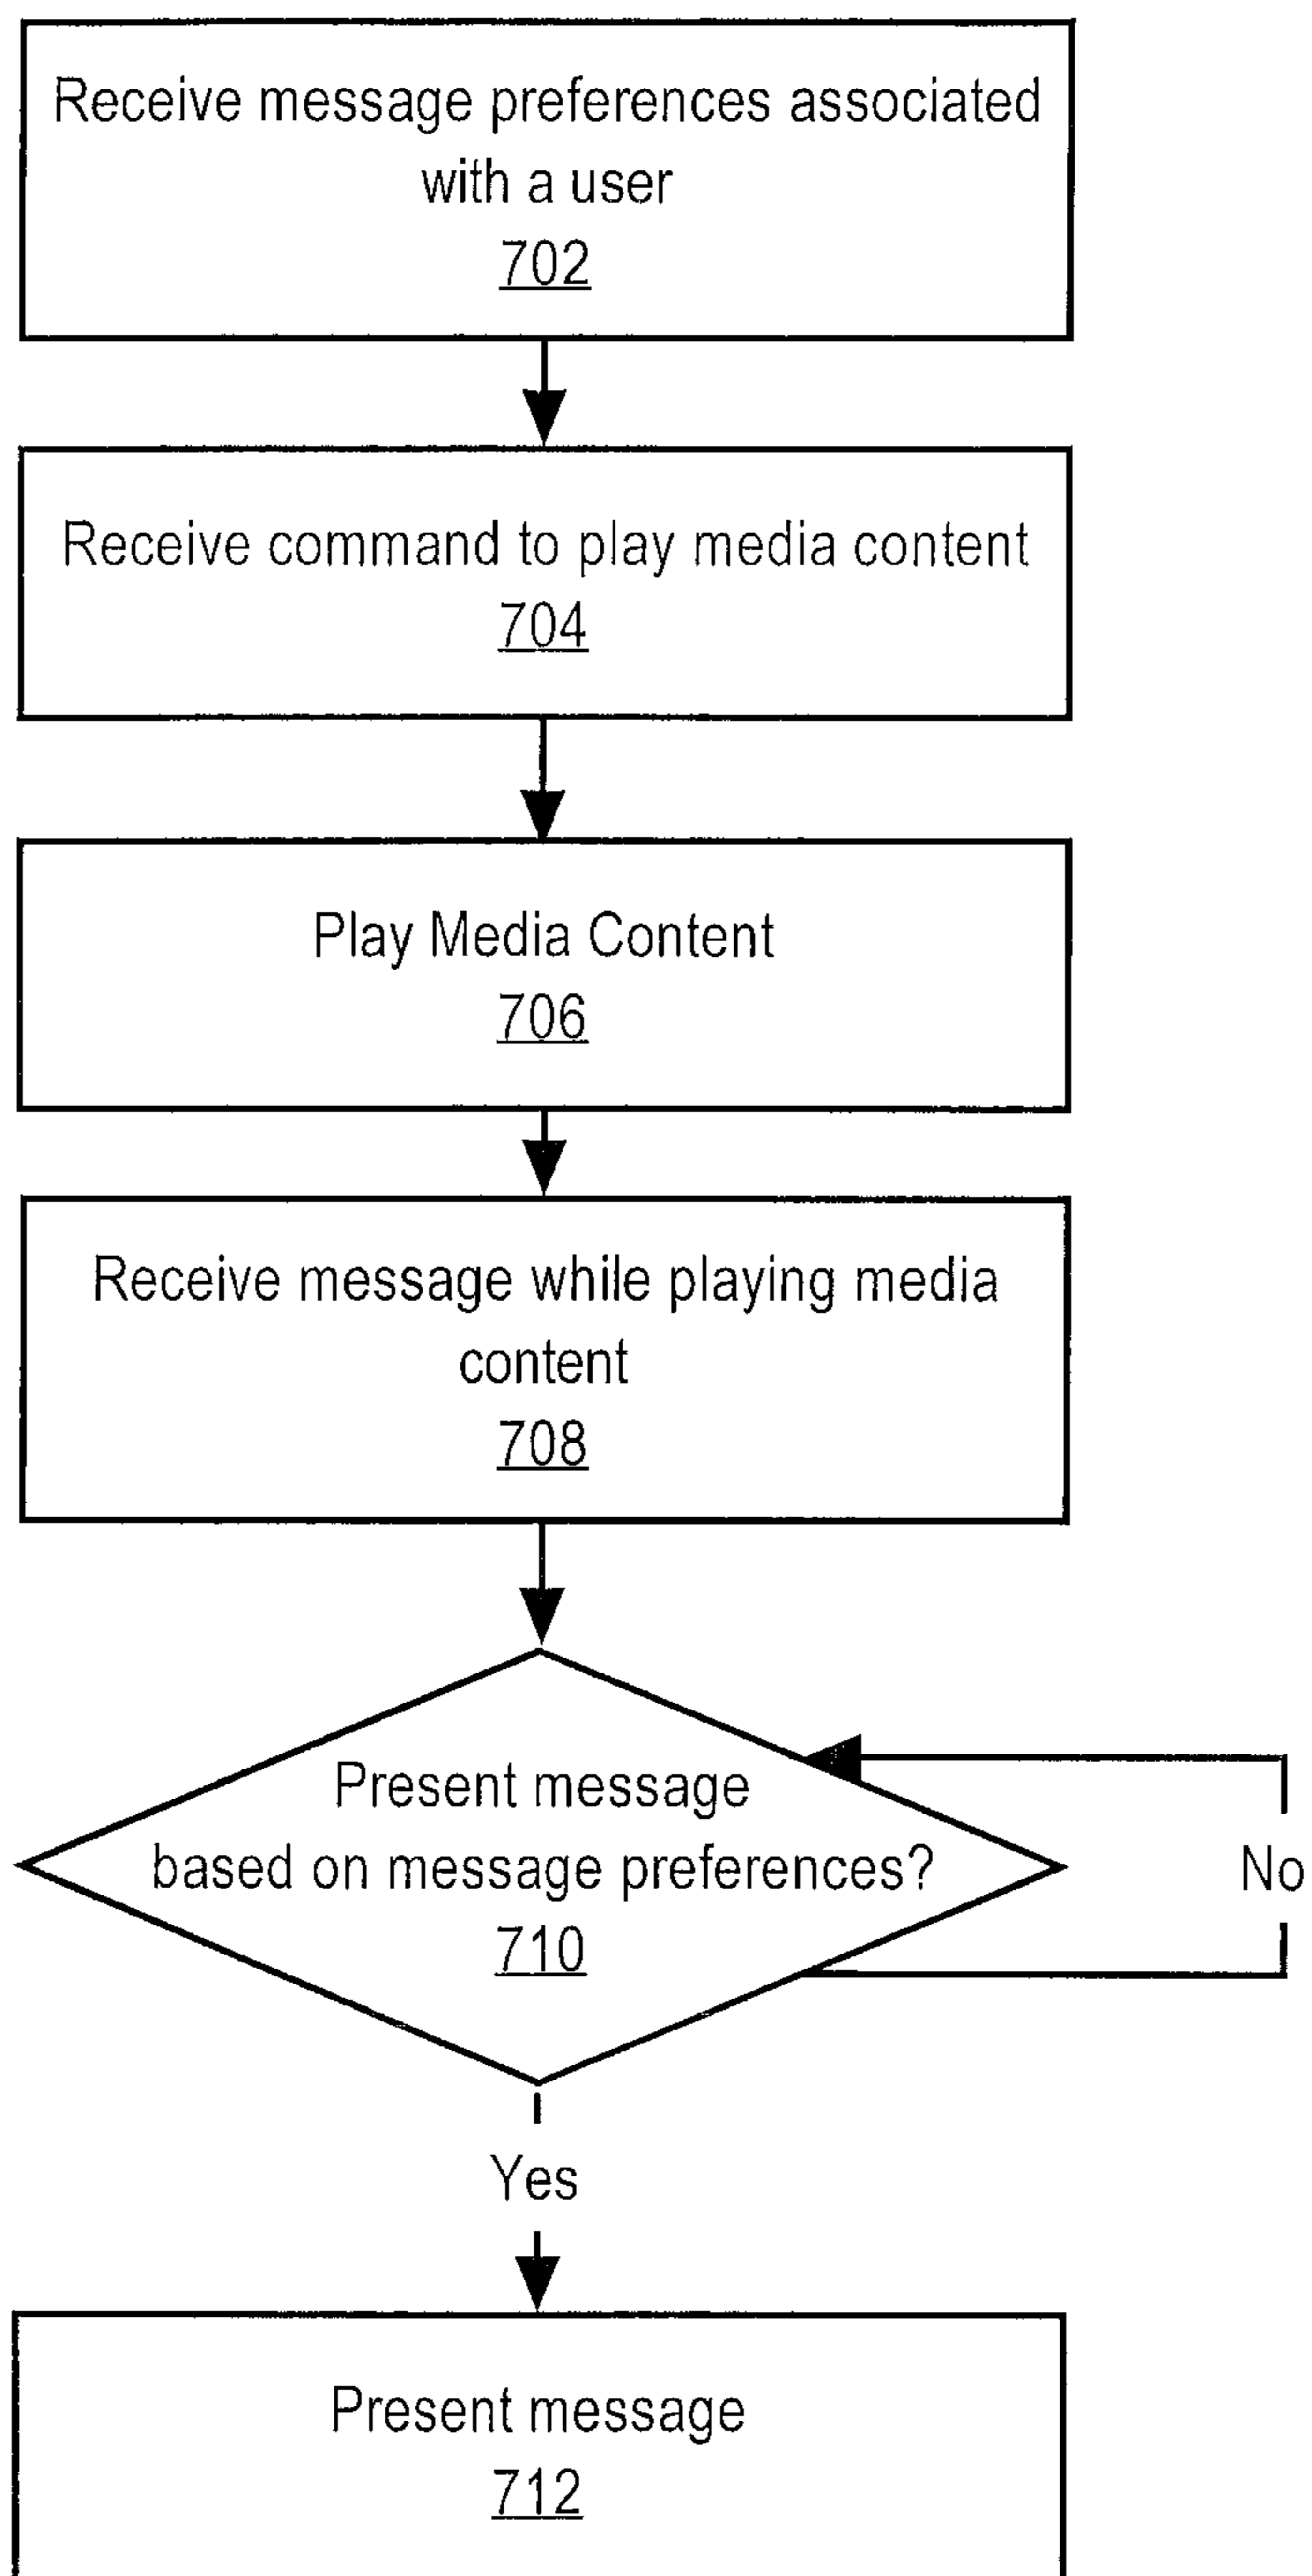 Receive message preferences associated
with a user
702
Receive command to play media content
704
Play Media Content
706
Receive message while playing media
content
708
Present message
based on message preferences?
710
No
Yes
Present message
712